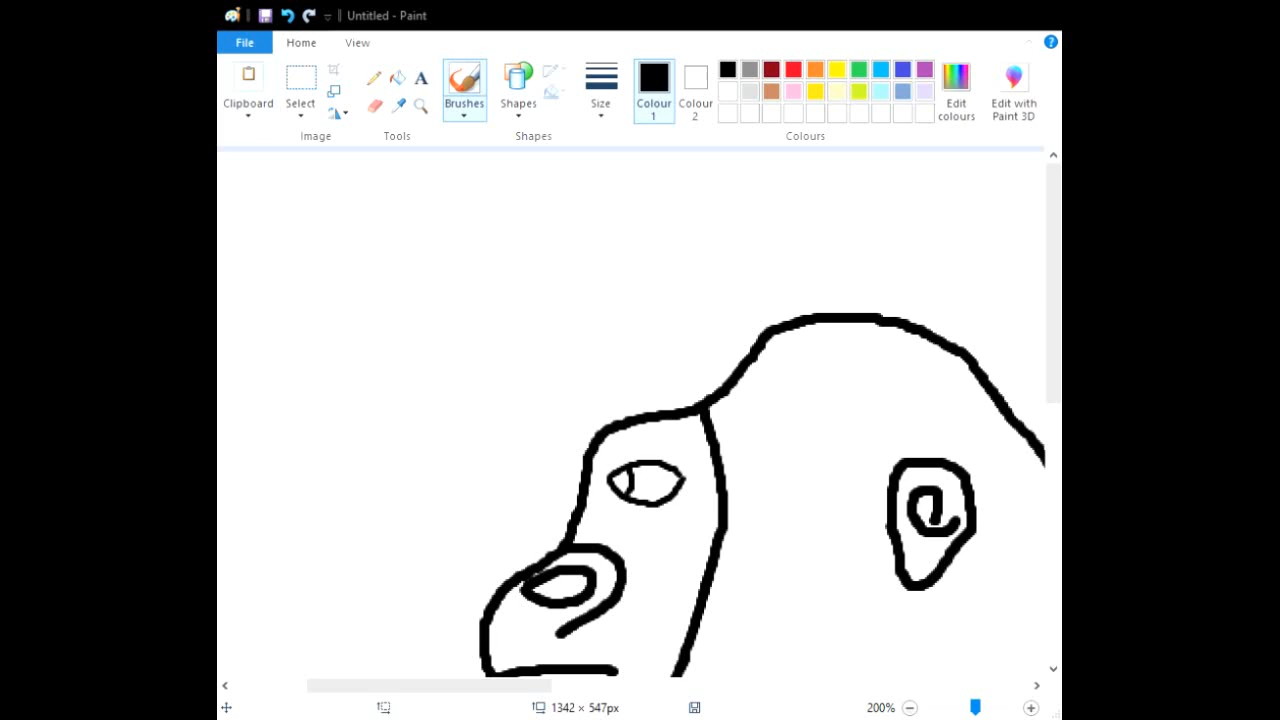 Untitled - Paint
File Home View
Clipboard Select Brushes Shapes Size Colour 1 Colour 2 Edit colours Edit with Paint 3D
A
Image Tools Shapes Colours
1342 × 547px 200%